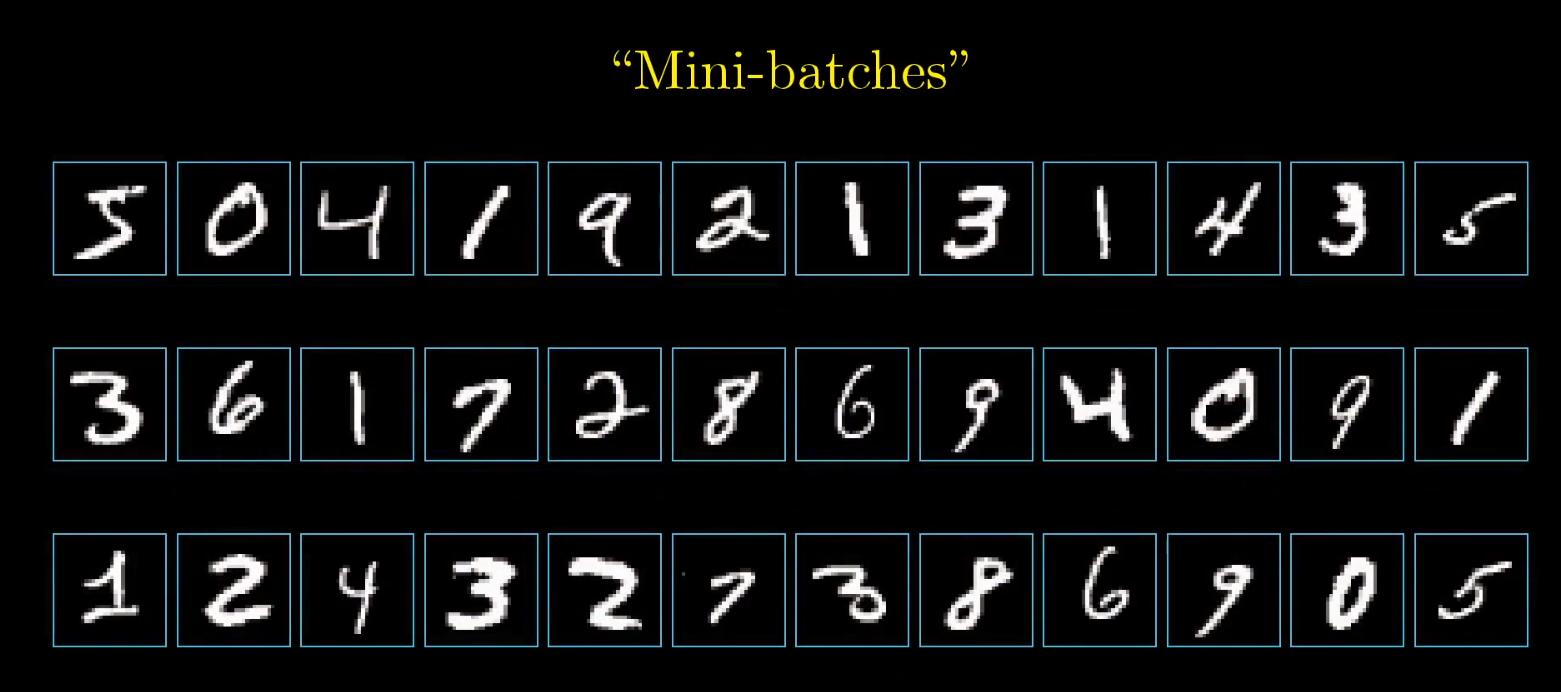 “Mini-batches”
5 0 4 1 9 2 1 3 1 4 3 5
3 6 1 7 2 8 6 9 4 0 9 1
1 2 4 3 2 7 3 8 6 9 0 5